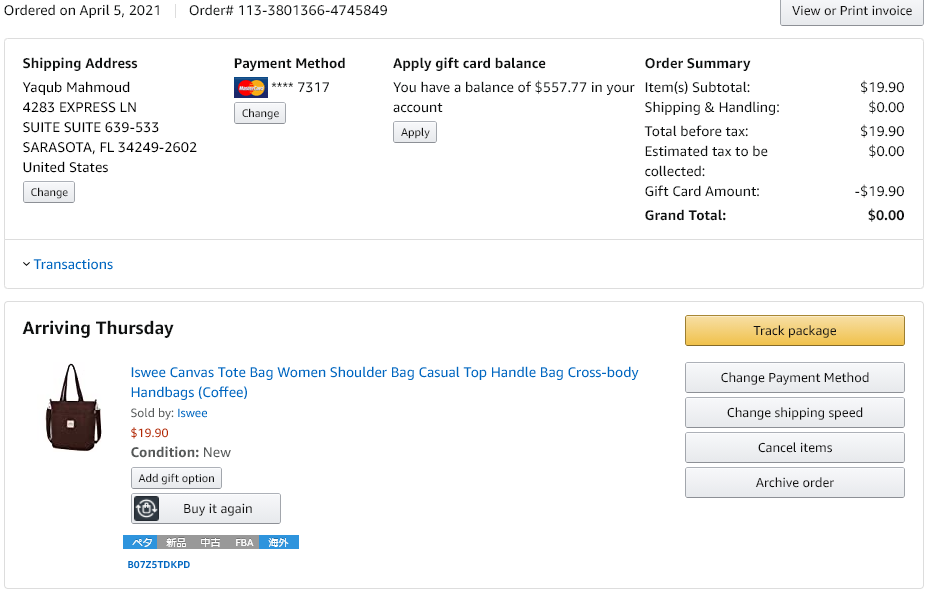 Ordered on April 5, 2021 Order# 113-3801366-4745849
View or Print invoice
Shipping Address
Yaqub Mahmoud
4283 EXPRESS LN
SUITE SUITE 639-533
SARASOTA, FL 34249-2602
United States
Change
Payment Method
MasterCard **** 7317
Change
Apply gift card balance
You have a balance of $557.77 in your
account
Apply
Order Summary
Item(s) Subtotal: $19.90
Shipping & Handling: $0.00
Total before tax: $19.90
Estimated tax to be $0.00
collected:
Gift Card Amount: -$19.90
Grand Total: $0.00
Transactions
Arriving Thursday
Iswee Canvas Tote Bag Women Shoulder Bag Casual Top Handle Bag Cross-body
Handbags (Coffee)
Sold by: Iswee
$19.90
Condition: New
Add gift option
Buy it again
ペタ 新品 中古 FBA 海外
B07Z5TDKPD
Track package
Change Payment Method
Change shipping speed
Cancel items
Archive order